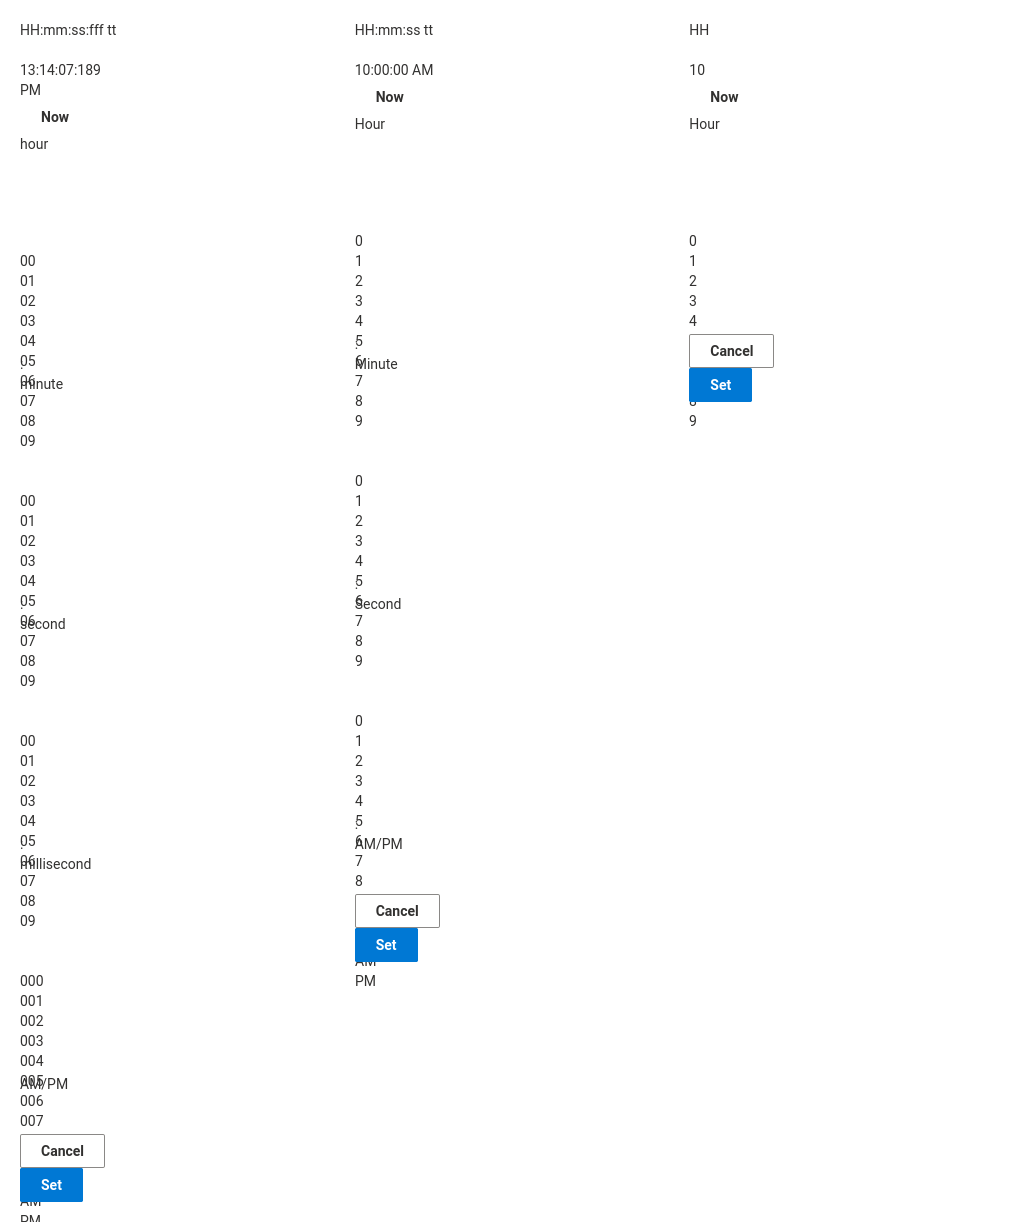 HH:mm:ss:fff tt
13:14:07:189
PM
Now
hour
00
01
02
03
04
05
:
06
minute
07
08
09
00
01
02
03
04
05
:
06
second
07
08
09
00
01
02
03
04
05
:
06
millisecond
07
08
09
000
001
002
003
004
005
AM/PM
006
007
Cancel
Set
AM
PM
HH:mm:ss tt
10:00:00 AM
Now
Hour
0
1
2
3
4
5
:
6
Minute
7
8
9
0
1
2
3
4
5
:
6
Second
7
8
9
0
1
2
3
4
5
:
6
AM/PM
7
8
Cancel
Set
AM
PM
HH
10
Now
Hour
0
1
2
3
4
Cancel
Set
8
9